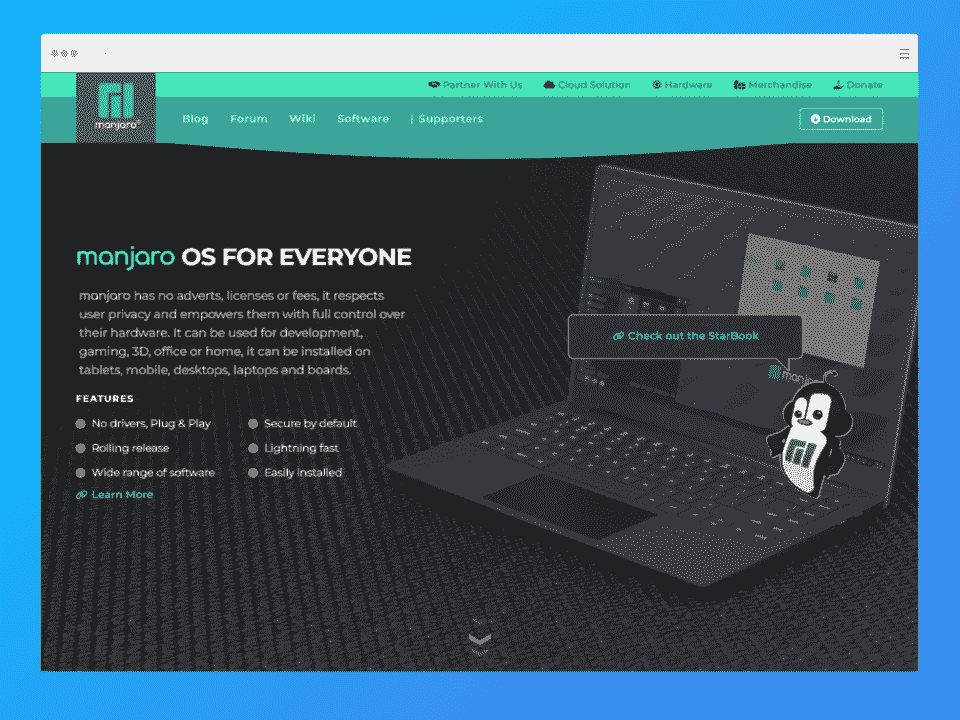 Partner With Us Cloud Solution Hardware Merchandise Donate
manjaro
Blog Forum Wiki Software Supporters Download
manjaro OS FOR EVERYONE
manjaro has no adverts, licenses or fees, it respects
user privacy and empowers them with full control over
their hardware. It can be used for development,
gaming, 3D, office or home, it can be installed on
tablets, mobile, desktops, laptops and boards.
FEATURES
No drivers, Plug & Play Secure by default
Rolling release Lightning fast
Wide range of software Easily installed
Learn More
Check out the StarBook